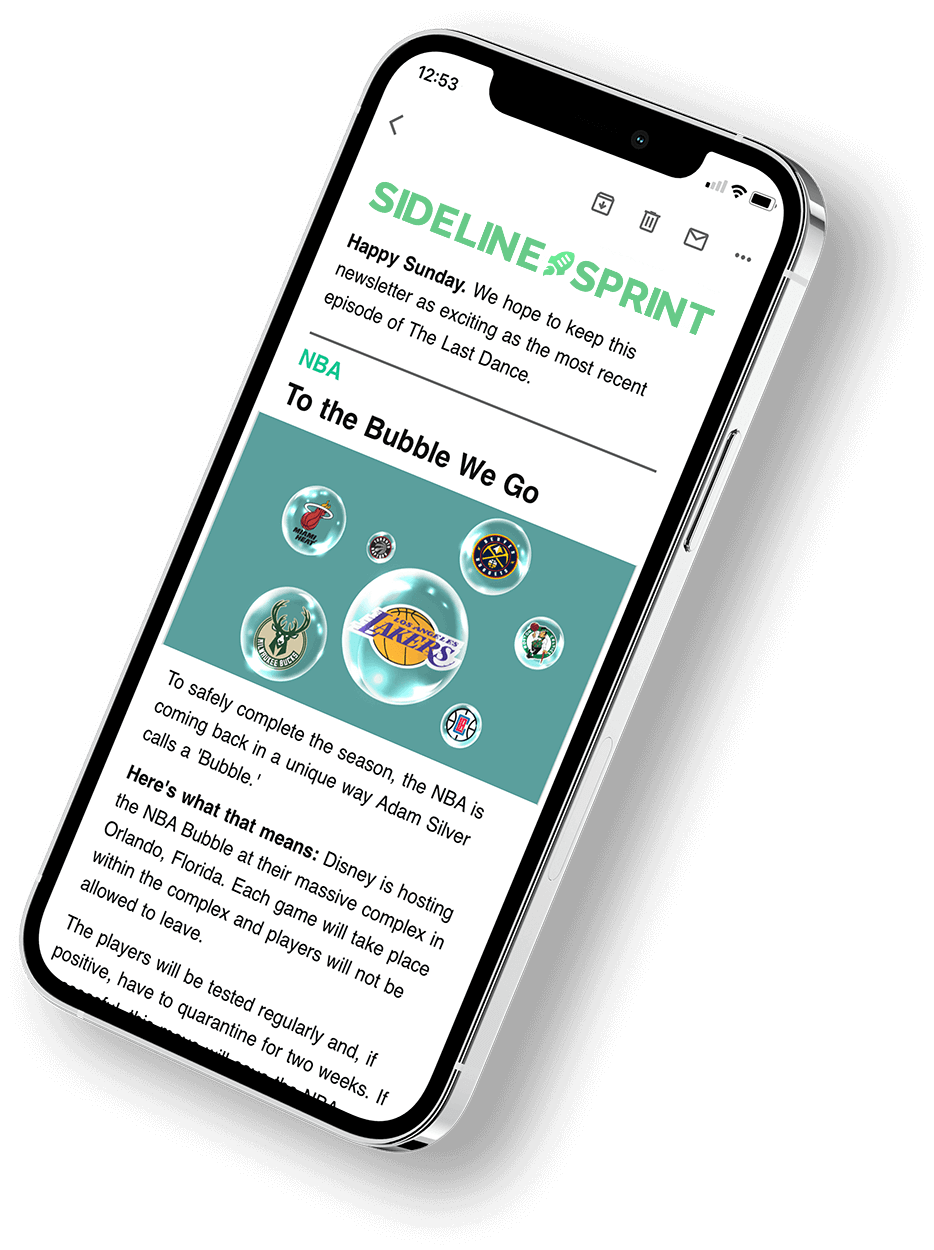 12:53
SIDELINE SPRINT
Happy Sunday. We hope to keep this
newsletter as exciting as the most recent
episode of The Last Dance.
NBA
To the Bubble We Go
MIAMI
HEAT
NUGGETS
LOS ANGELES
LAKERS
MILWAUKEE BUCKS
To safely complete the season, the NBA is
coming back in a unique way Adam Silver
calls a 'Bubble.'
Here's what that means: Disney is hosting
the NBA Bubble at their massive complex in
Orlando, Florida. Each game will take place
within the complex and players will not be
allowed to leave.
The players will be tested regularly and, if
positive, have to quarantine for two weeks. If